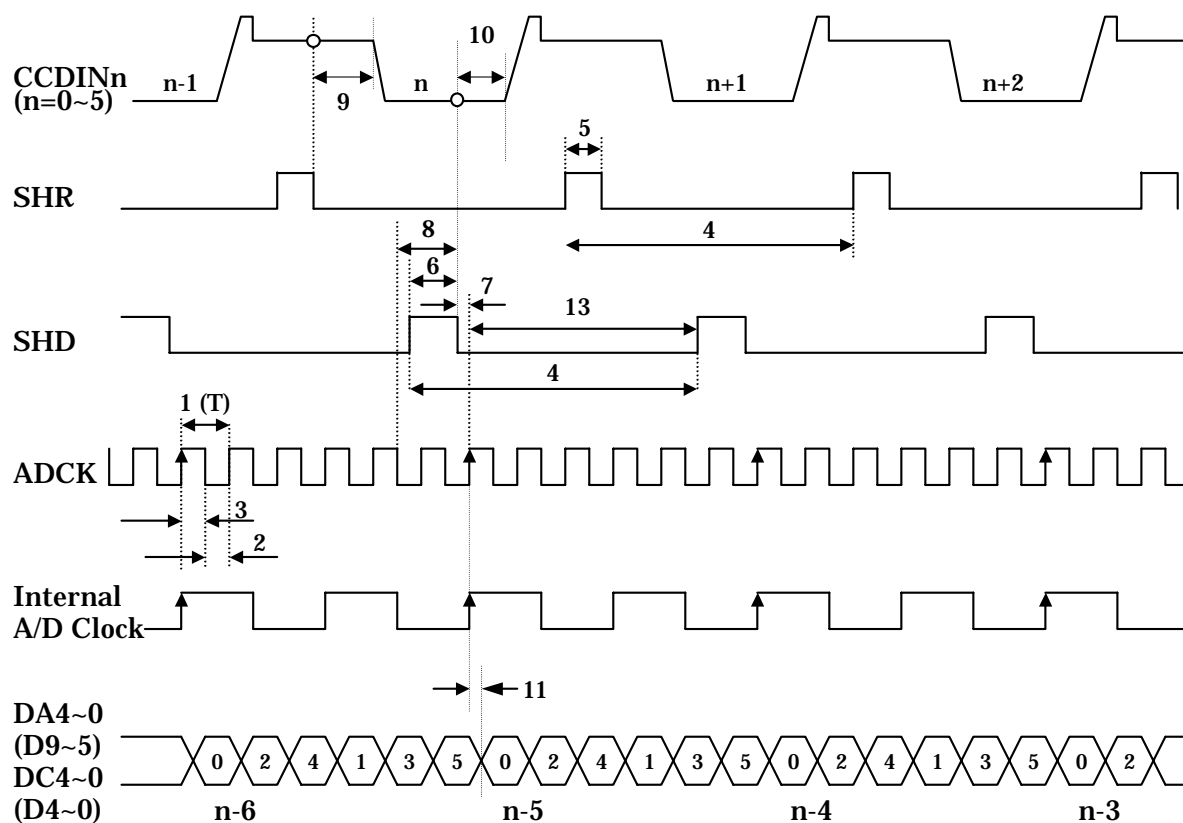 10
CCDINn
(n=0~5)
n-1
9
n
n+1
n+2
5
SHR
8
4
6
7
13
SHD
4
1 (T)
ADCK
3
2
Internal
A/D Clock
11
DA4~0
(D9~5)
DC4~0
(D4~0)
0 2 4 1 3 5 0 2 4 1 3 5 0 2 4 1 3 5 0 2
n-6 n-5 n-4 n-3